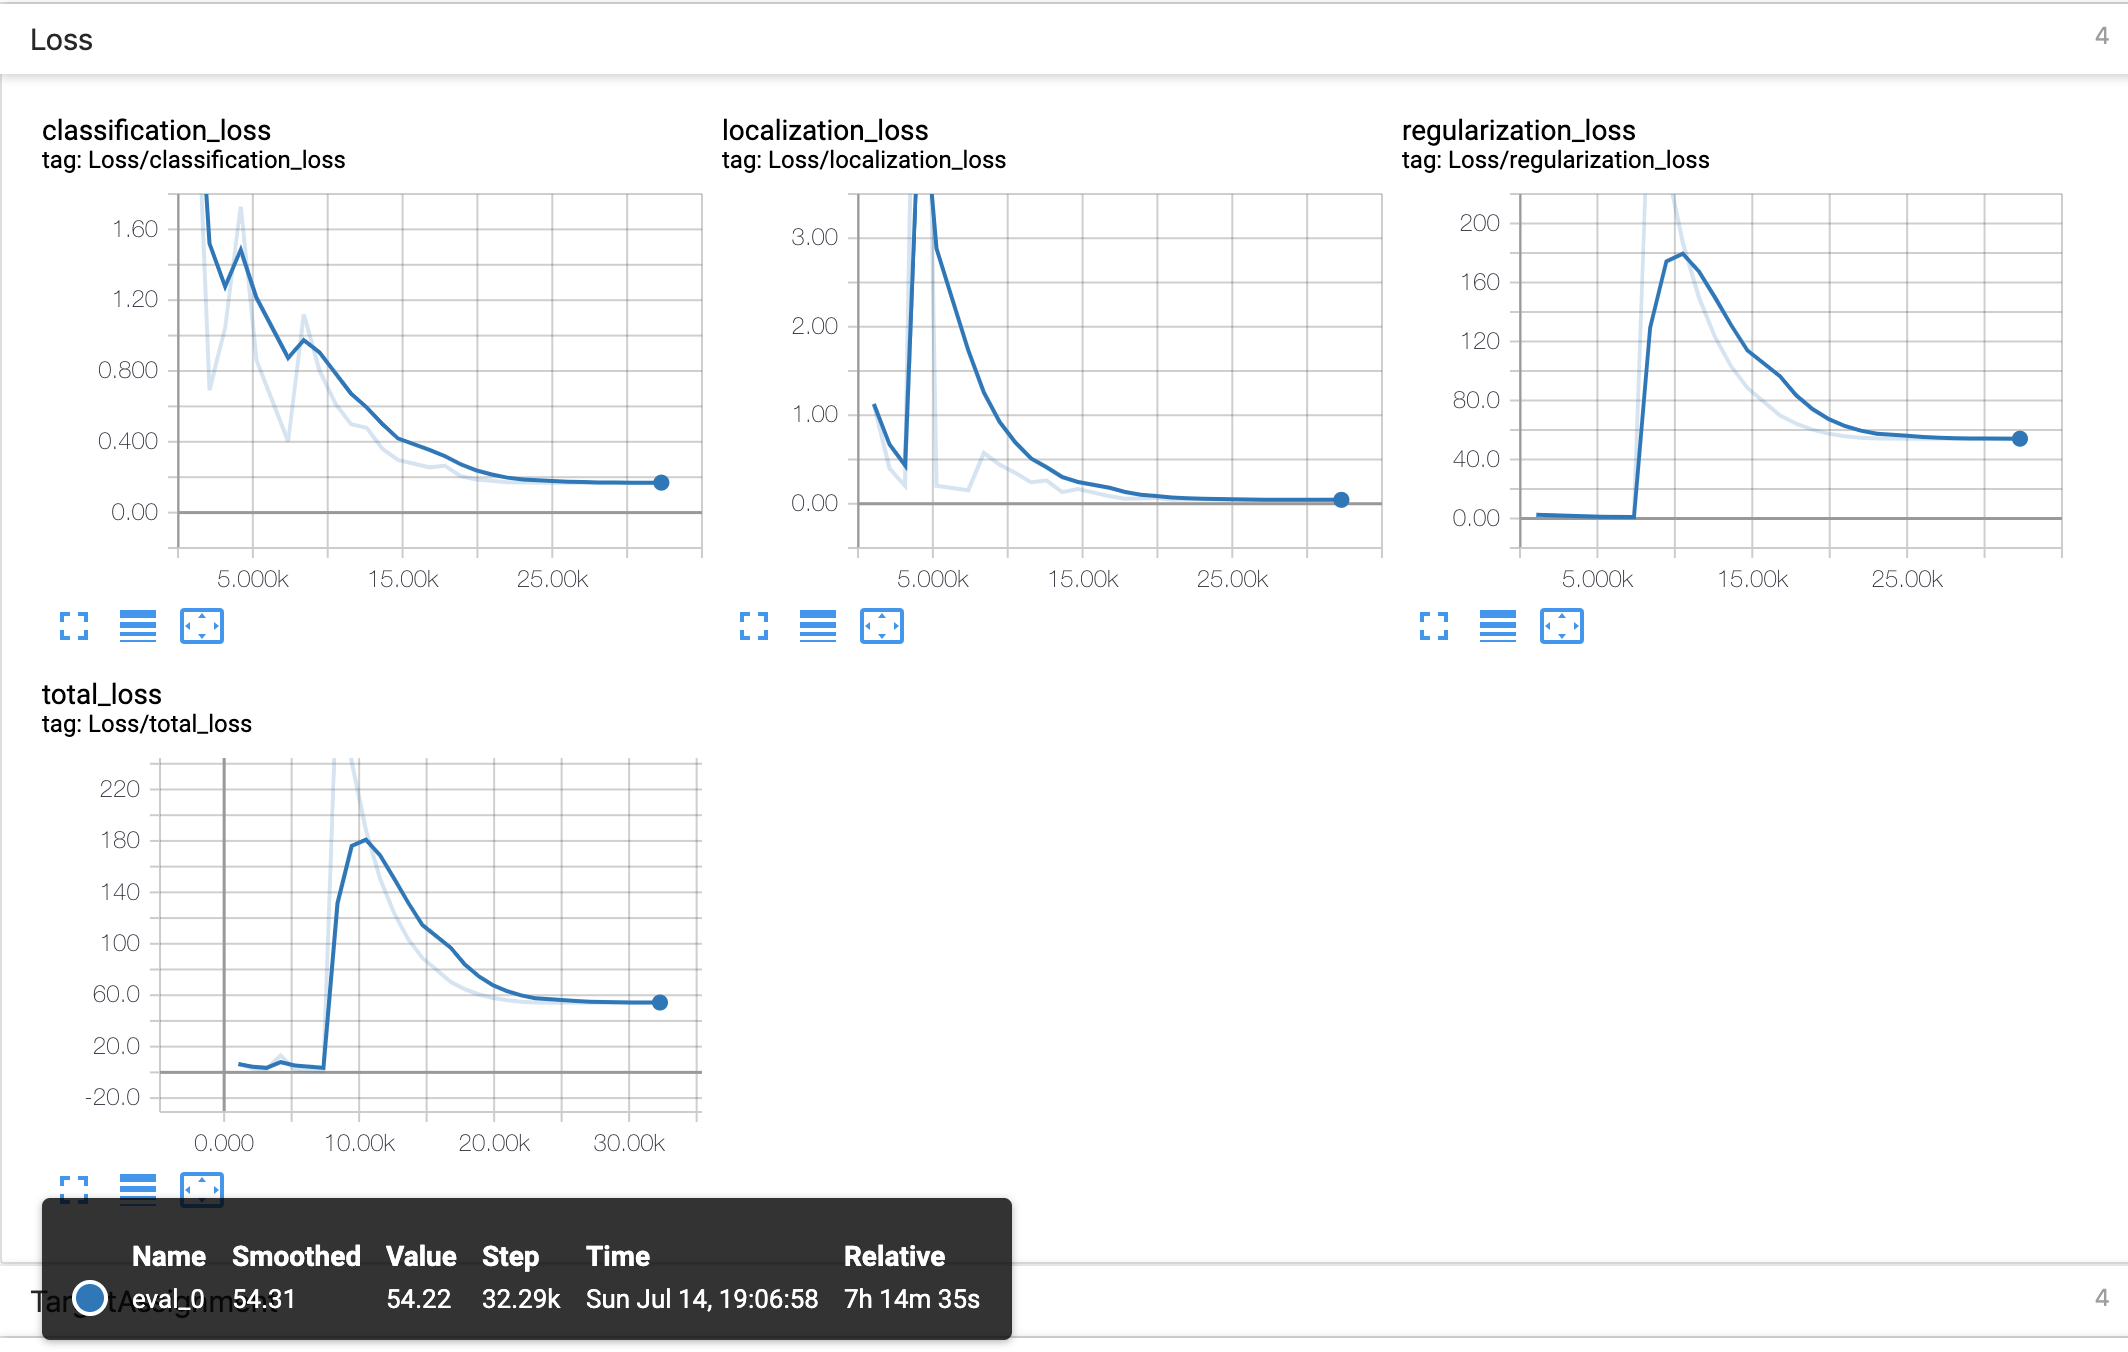 Loss 4
classification_loss
tag: Loss/classification_loss
1.60
1.20
0.800
0.400
0.00
5.000k 15.00k 25.00k
localization_loss
tag: Loss/localization_loss
3.00
2.00
1.00
0.00
5.000k 15.00k 25.00k
regularization_loss
tag: Loss/regularization_loss
200
160
120
80.0
40.0
0.00
5.000k 15.00k 25.00k
total_loss
tag: Loss/total_loss
220
180
140
100
60.0
20.0
-20.0
0.000 10.00k 20.00k 30.00k
Name Smoothed Value Step Time Relative
eval_0 54.31 54.22 32.29k Sun Jul 14, 19:06:58 7h 14m 35s
TargetAssignment 4